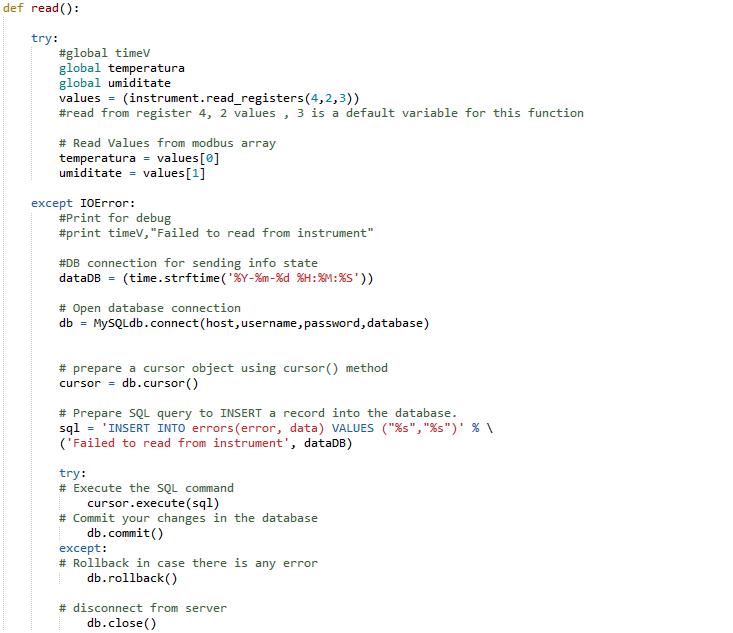 def read():
try:
#global timeV
global temperatura
global umiditate
values = (instrument.read_registers(4,2,3))
#read from register 4, 2 values , 3 is a default variable for this function
# Read Values from modbus array
temperatura = values[0]
umiditate = values[1]
except IOError:
#Print for debug
#print timeV,"Failed to read from instrument"
#DB connection for sending info state
dataDB = (time.strftime('%Y-%m-%d %H:%M:%S'))
# Open database connection
db = MySQLdb.connect(host,username,password,database)
# prepare a cursor object using cursor() method
cursor = db.cursor()
# Prepare SQL query to INSERT a record into the database.
sql = 'INSERT INTO errors(error, data) VALUES ("%s","%s")' % \
('Failed to read from instrument', dataDB)
try:
# Execute the SQL command
cursor.execute(sql)
# Commit your changes in the database
db.commit()
except:
# Rollback in case there is any error
db.rollback()
# disconnect from server
db.close()